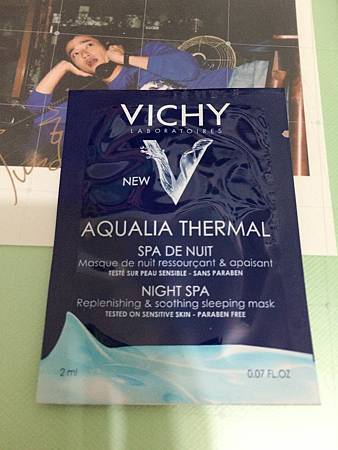 VICHY
LABORATOIRES
NEW
AQUALIA THERMAL
SPA DE NUIT
Masque de nuit ressourçant & apaisant
TESTÉ SUR PEAU SENSIBLE - SANS PARABEN
NIGHT SPA
Replenishing & soothing sleeping mask
TESTED ON SENSITIVE SKIN - PARABEN FREE
2 ml 0.07 FL.OZ